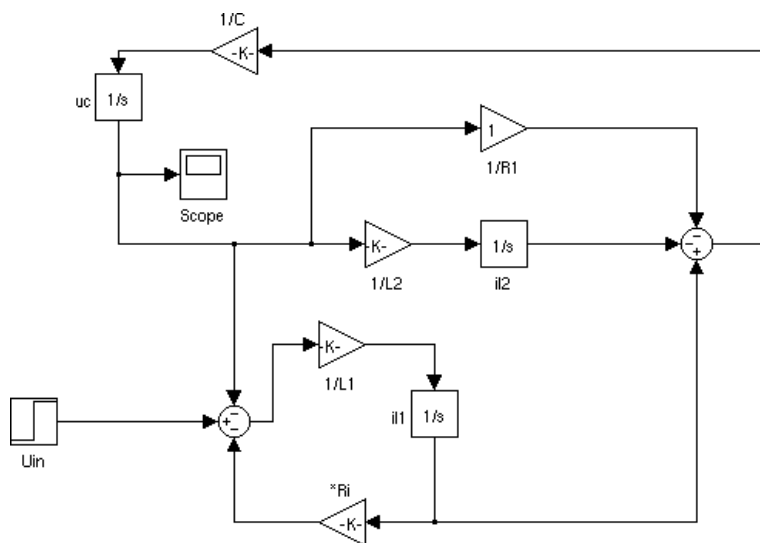 1/C
-K-
uc
1/s
1
1/R1
Scope
-K-
1/s
1/L2
il2
-K-
1/L1
il1
1/s
Uin
*Ri
-K-